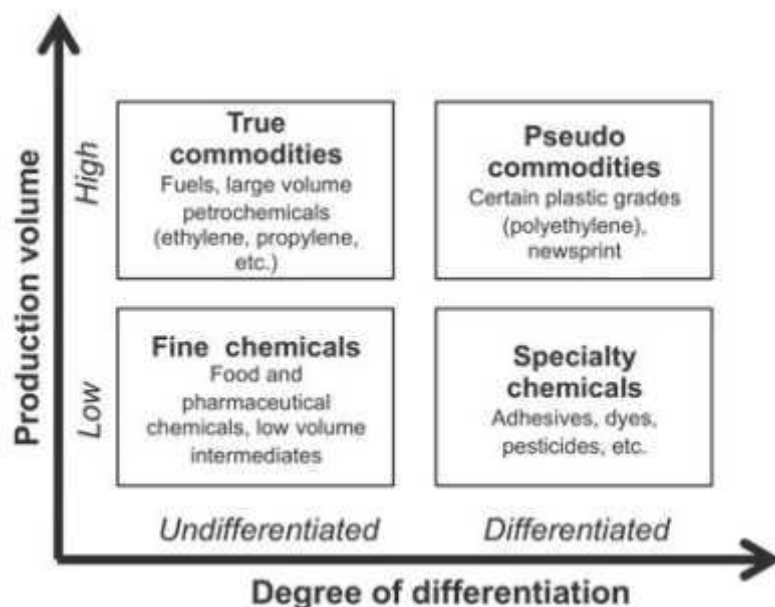 Production volume
High
Low
True
commodities
Fuels, large volume
petrochemicals
(ethylene, propylene,
etc.)
Pseudo
commodities
Certain plastic grades
(polyethylene),
newsprint
Fine chemicals
Food and
pharmaceutical
chemicals, low volume
intermediates
Specialty
chemicals
Adhesives, dyes,
pesticides, etc.
Undifferentiated
Differentiated
Degree of differentiation